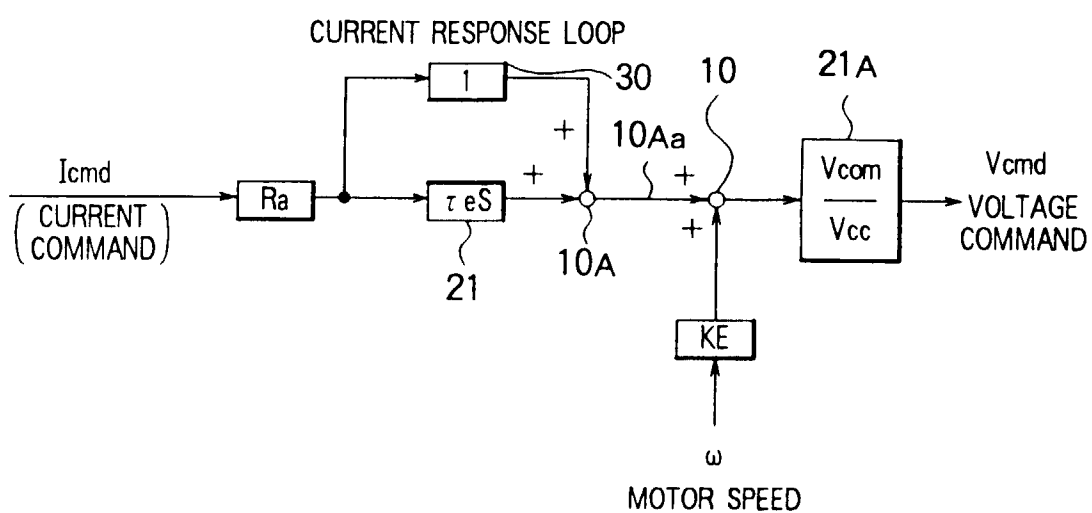 CURRENT RESPONSE LOOP
1
30
10
21A
+
10Aa
Icmd
(CURRENT
COMMAND)
Ra
τeS
+
+
+
Vcom
Vcc
Vcmd
VOLTAGE
COMMAND
21
10A
KE
ω
MOTOR SPEED